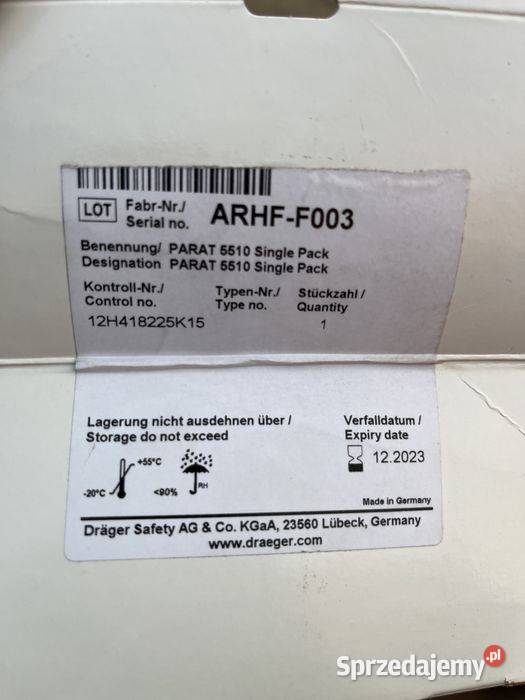 LOT Fabr-Nr./
Serial no. ARHF-F003
Benennung/ PARAT 5510 Single Pack
Designation PARAT 5510 Single Pack
Kontroll-Nr./ Typen-Nr./ Stückzahl /
Control no. Type no. Quantity
12H418225K15 1
Lagerung nicht ausdehnen über / Verfalldatum /
Storage do not exceed Expiry date
12.2023
+55°C
-20°C <90% RH
Made in Germany
Dräger Safety AG & Co. KGaA, 23560 Lübeck, Germany
www.draeger.com
Sprzedajemy.pl